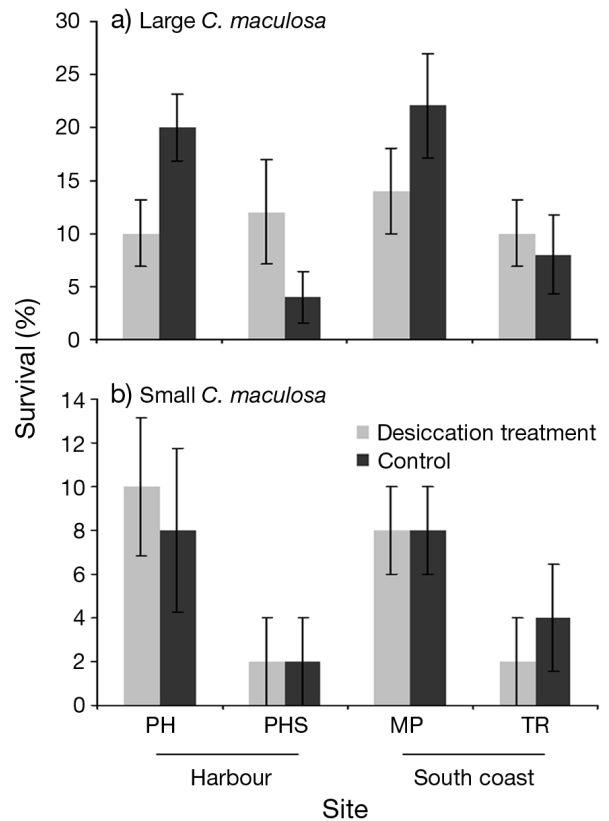 a) Large C. maculosa
30
25
20
15
10
5
0
Survival (%)
b) Small C. maculosa
14
12
10
8
6
4
2
0
Desiccation treatment
Control
PH PHS MP TR
Harbour South coast
Site